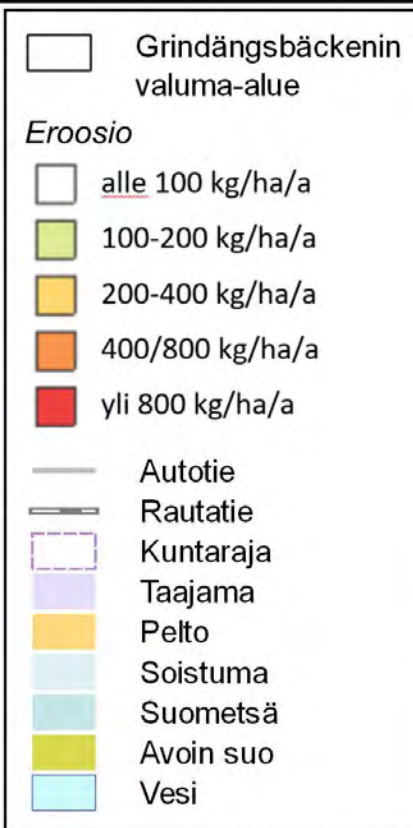 Grindängsbäckenin
valuma-alue
Eroosio
alle 100 kg/ha/a
100-200 kg/ha/a
200-400 kg/ha/a
400/800 kg/ha/a
yli 800 kg/ha/a
Autotie
Rautatie
Kuntaraja
Taajama
Pelto
Soistuma
Suometsä
Avoin suo
Vesi